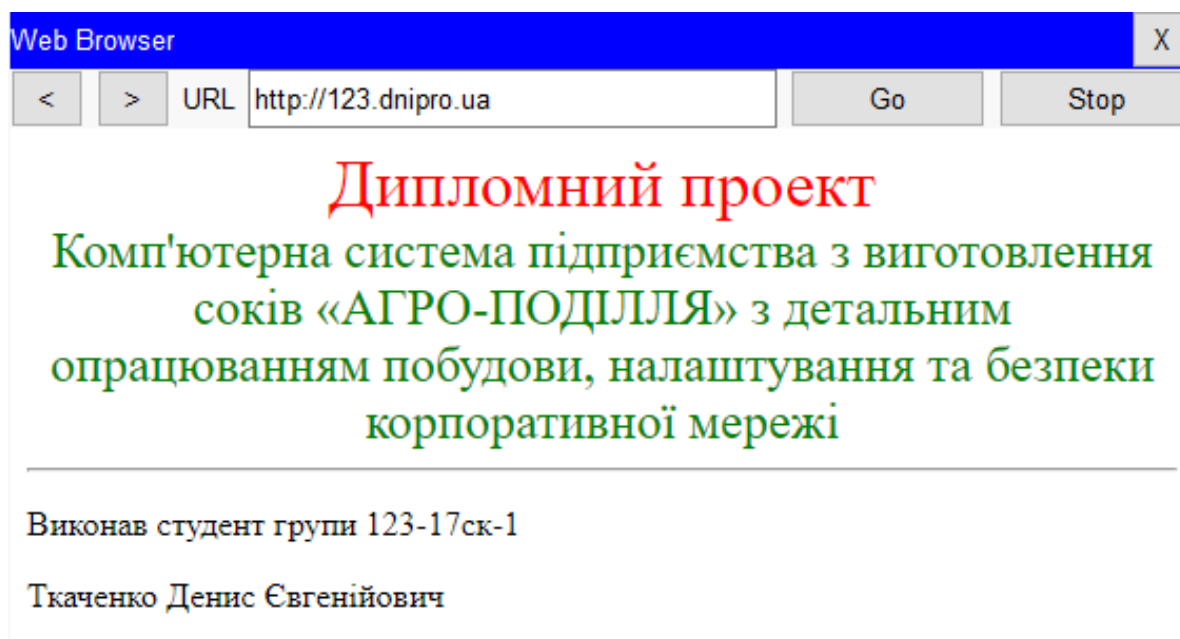 Web Browser X
< > URL http://123.dnipro.ua Go Stop
Дипломний проект
Комп'ютерна система підприємства з виготовлення
соків «АГРО-ПОДІЛЛЯ» з детальним
опрацюванням побудови, налаштування та безпеки
корпоративної мережі
Виконав студент групи 123-17ск-1
Ткаченко Денис Євгенійович